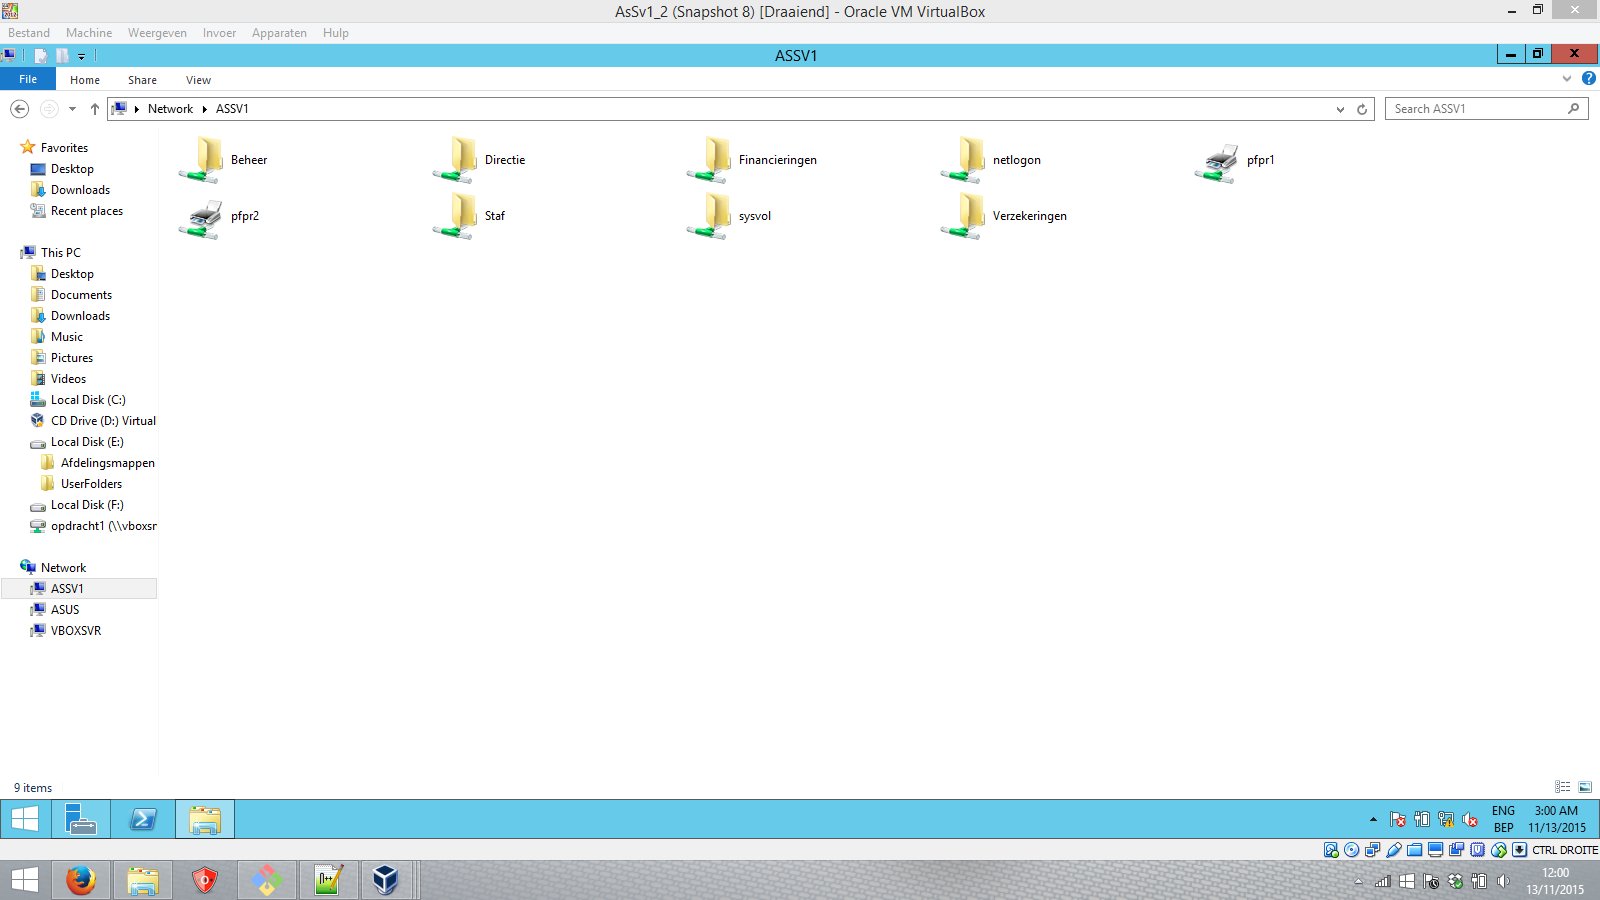 AsSv1_2 (Snapshot 8) [Draaiend] - Oracle VM VirtualBox
Bestand Machine Weergeven Invoer Apparaten Hulp
ASSV1
File Home Share View
Network ASSV1 Search ASSV1
Favorites
Desktop
Downloads
Recent places
This PC
Desktop
Documents
Downloads
Music
Pictures
Videos
Local Disk (C:)
CD Drive (D:) Virtual
Local Disk (E:)
Afdelingsmappen
UserFolders
Local Disk (F:)
opdracht1 (\\vboxsr
Network
ASSV1
ASUS
VBOXSVR
Beheer Directie Financieringen netlogon pfpr1
pfpr2 Staf sysvol Verzekeringen
9 items
ENG 3:00 AM
BEP 11/13/2015
CTRL DROITE
12:00
13/11/2015